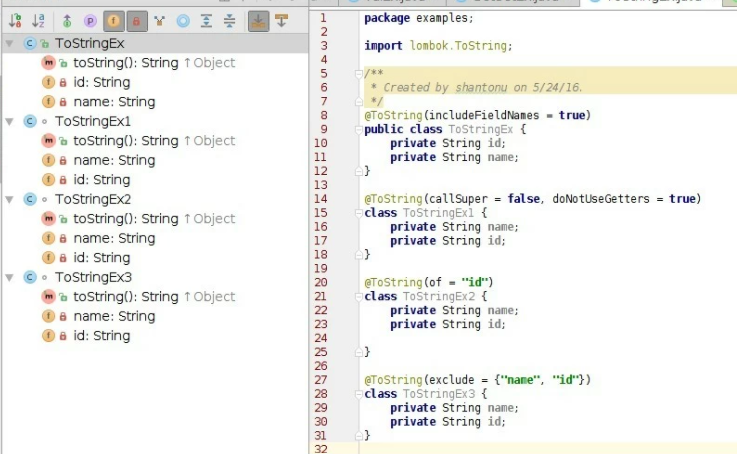 ToStringEx
toString(): String ↑Object
id: String
name: String
ToStringEx1
toString(): String ↑Object
name: String
id: String
ToStringEx2
toString(): String ↑Object
name: String
id: String
ToStringEx3
toString(): String ↑Object
name: String
id: String
1 package examples;
2
3 import lombok.ToString;
4
5 /**
6 * Created by shantonu on 5/24/16.
7 */
8 @ToString(includeFieldNames = true)
9 public class ToStringEx {
10 private String id;
11 private String name;
12 }
13
14 @ToString(callSuper = false, doNotUseGetters = true)
15 class ToStringEx1 {
16 private String name;
17 private String id;
18 }
19
20 @ToString(of = "id")
21 class ToStringEx2 {
22 private String name;
23 private String id;
24
25 }
26
27 @ToString(exclude = {"name", "id"})
28 class ToStringEx3 {
29 private String name;
30 private String id;
31 }
32